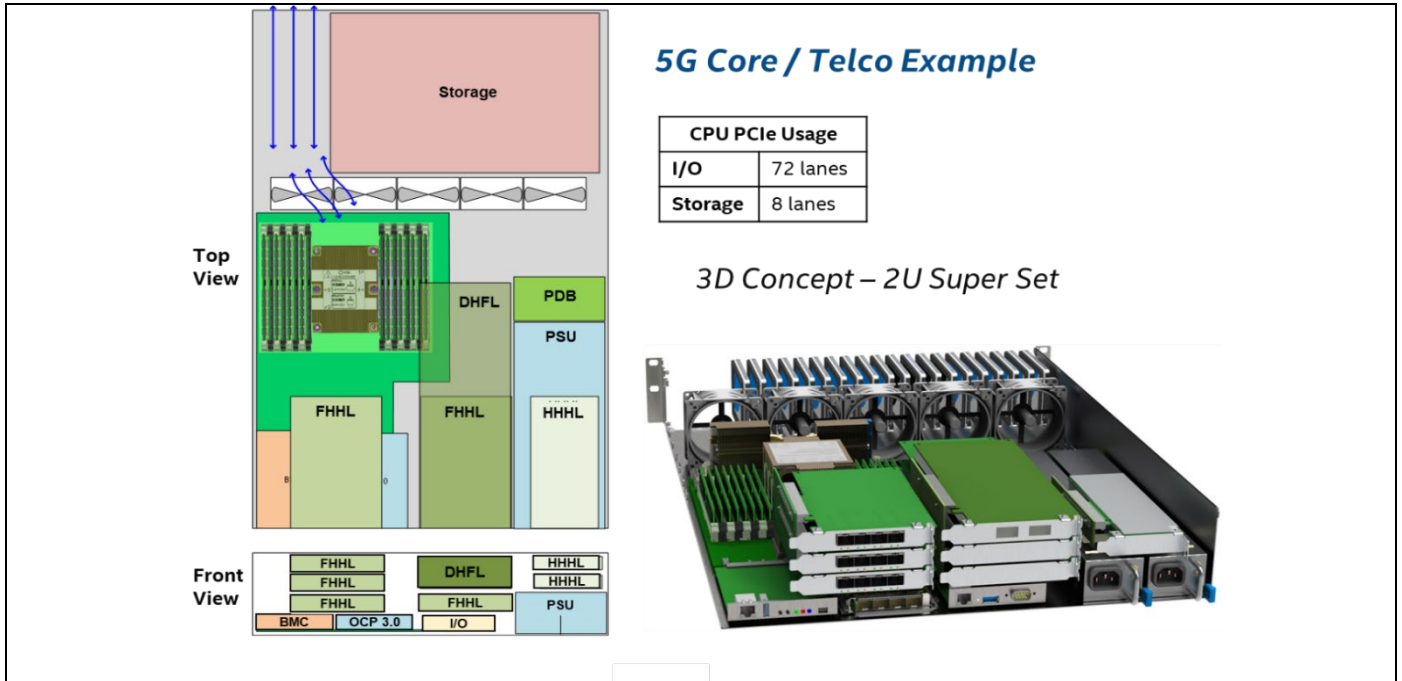 5G Core / Telco Example
CPU PCIe Usage
I/O 72 lanes
Storage 8 lanes
3D Concept – 2U Super Set
Top
View
Storage
DHFL
PDB
PSU
FHHL
FHHL
HHHL
B
O
Front
View
FHHL
DHFL
HHHL
FHHL
HHHL
FHHL
FHHL
PSU
BMC
OCP 3.0
I/O